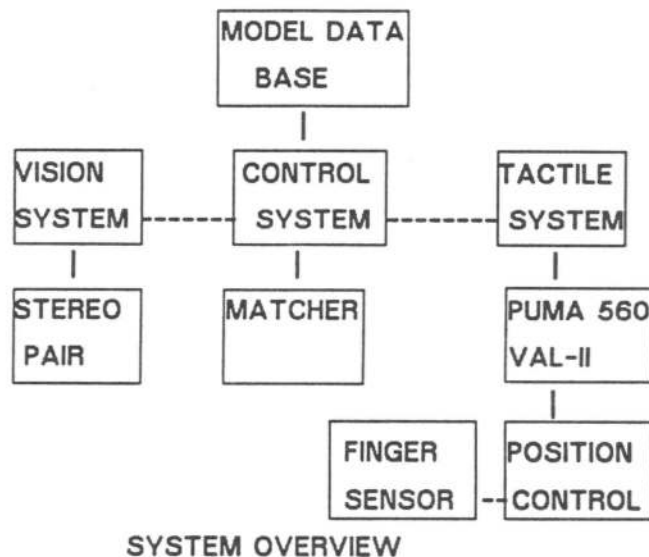 MODEL DATA
BASE
VISION
SYSTEM
CONTROL
SYSTEM
TACTILE
SYSTEM
STEREO
PAIR
MATCHER
PUMA 560
VAL-II
FINGER
SENSOR
POSITION
CONTROL
SYSTEM OVERVIEW